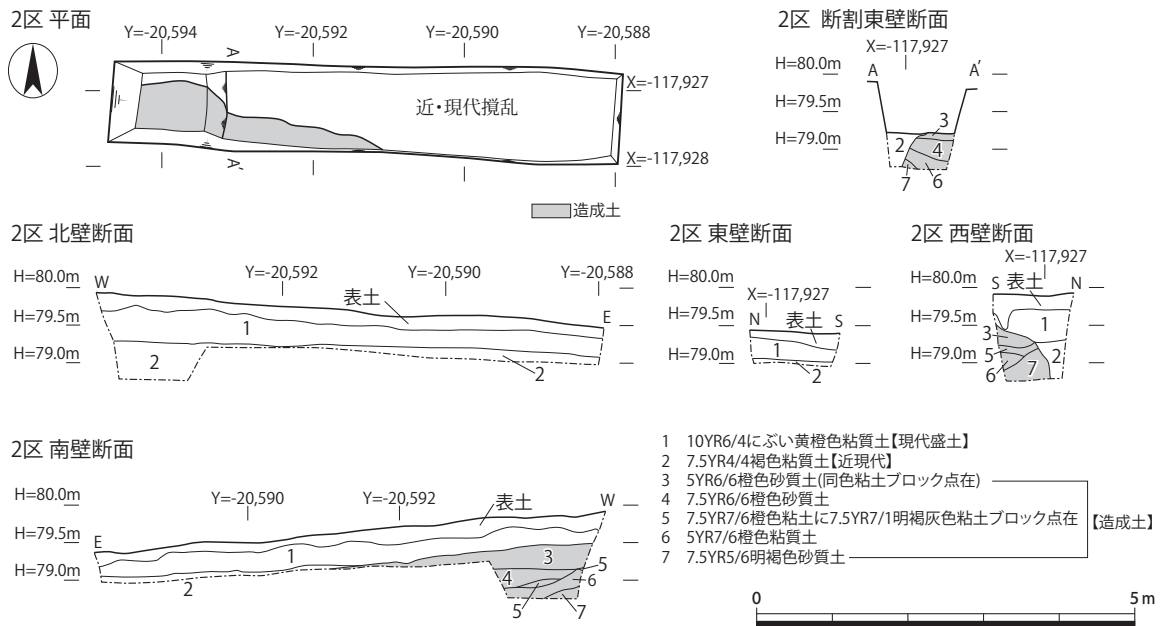 2区 平面
Y=-20,594
Y=-20,592
Y=-20,590
Y=-20,588
A
A′
X=-117,927
X=-117,928
近・現代撹乱
造成土
2区 断割東壁断面
X=-117,927
H=80.0m
A
A′
H=79.5m
H=79.0m
3
2
4
7
6
2区 北壁断面
H=80.0m
W
Y=-20,592
Y=-20,590
Y=-20,588
表土
H=79.5m
1
E
H=79.0m
2
2
2区 東壁断面
H=80.0m
X=-117,927
H=79.5m
N
表土
S
H=79.0m
1
2
2区 西壁断面
X=-117,927
H=80.0m
S
表土
N
H=79.5m
1
3
H=79.0m
5
2
6
7
2区 南壁断面
H=80.0m
Y=-20,590
Y=-20,592
表土
W
H=79.5m
E
1
3
H=79.0m
5
4
6
2
5
7
1 10YR6/4にぶい黄橙色粘質土【現代盛土】
2 7.5YR4/4褐色粘質土【近現代】
3 5YR6/6橙色砂質土(同色粘土ブロック点在)
4 7.5YR6/6橙色砂質土
5 7.5YR7/6橙色粘土に7.5YR7/1明褐灰色粘土ブロック点在
【造成土】
6 5YR7/6橙色粘質土
7 7.5YR5/6明褐色砂質土
0
5m